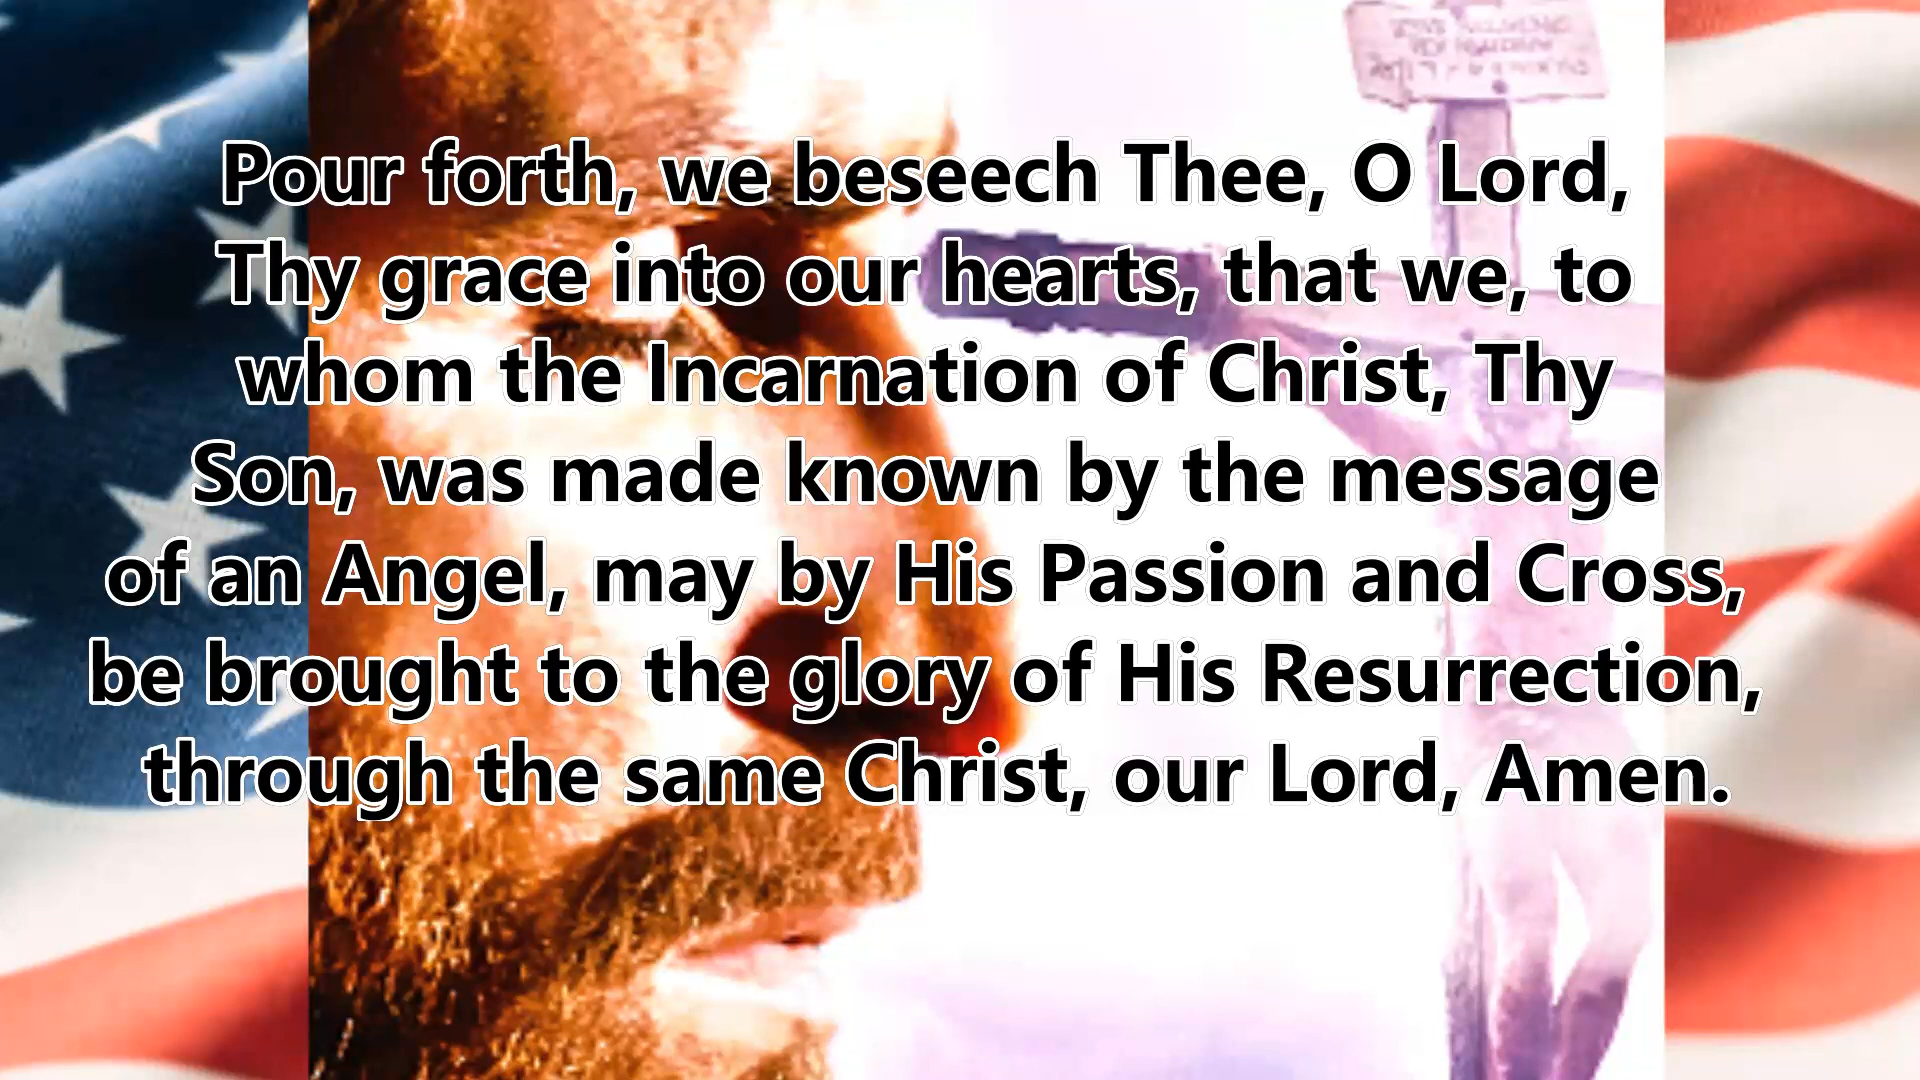 Pour forth, we beseech Thee, O Lord,
Thy grace into our hearts, that we, to
whom the Incarnation of Christ, Thy
Son, was made known by the message
of an Angel, may by His Passion and Cross,
be brought to the glory of His Resurrection,
through the same Christ, our Lord, Amen.